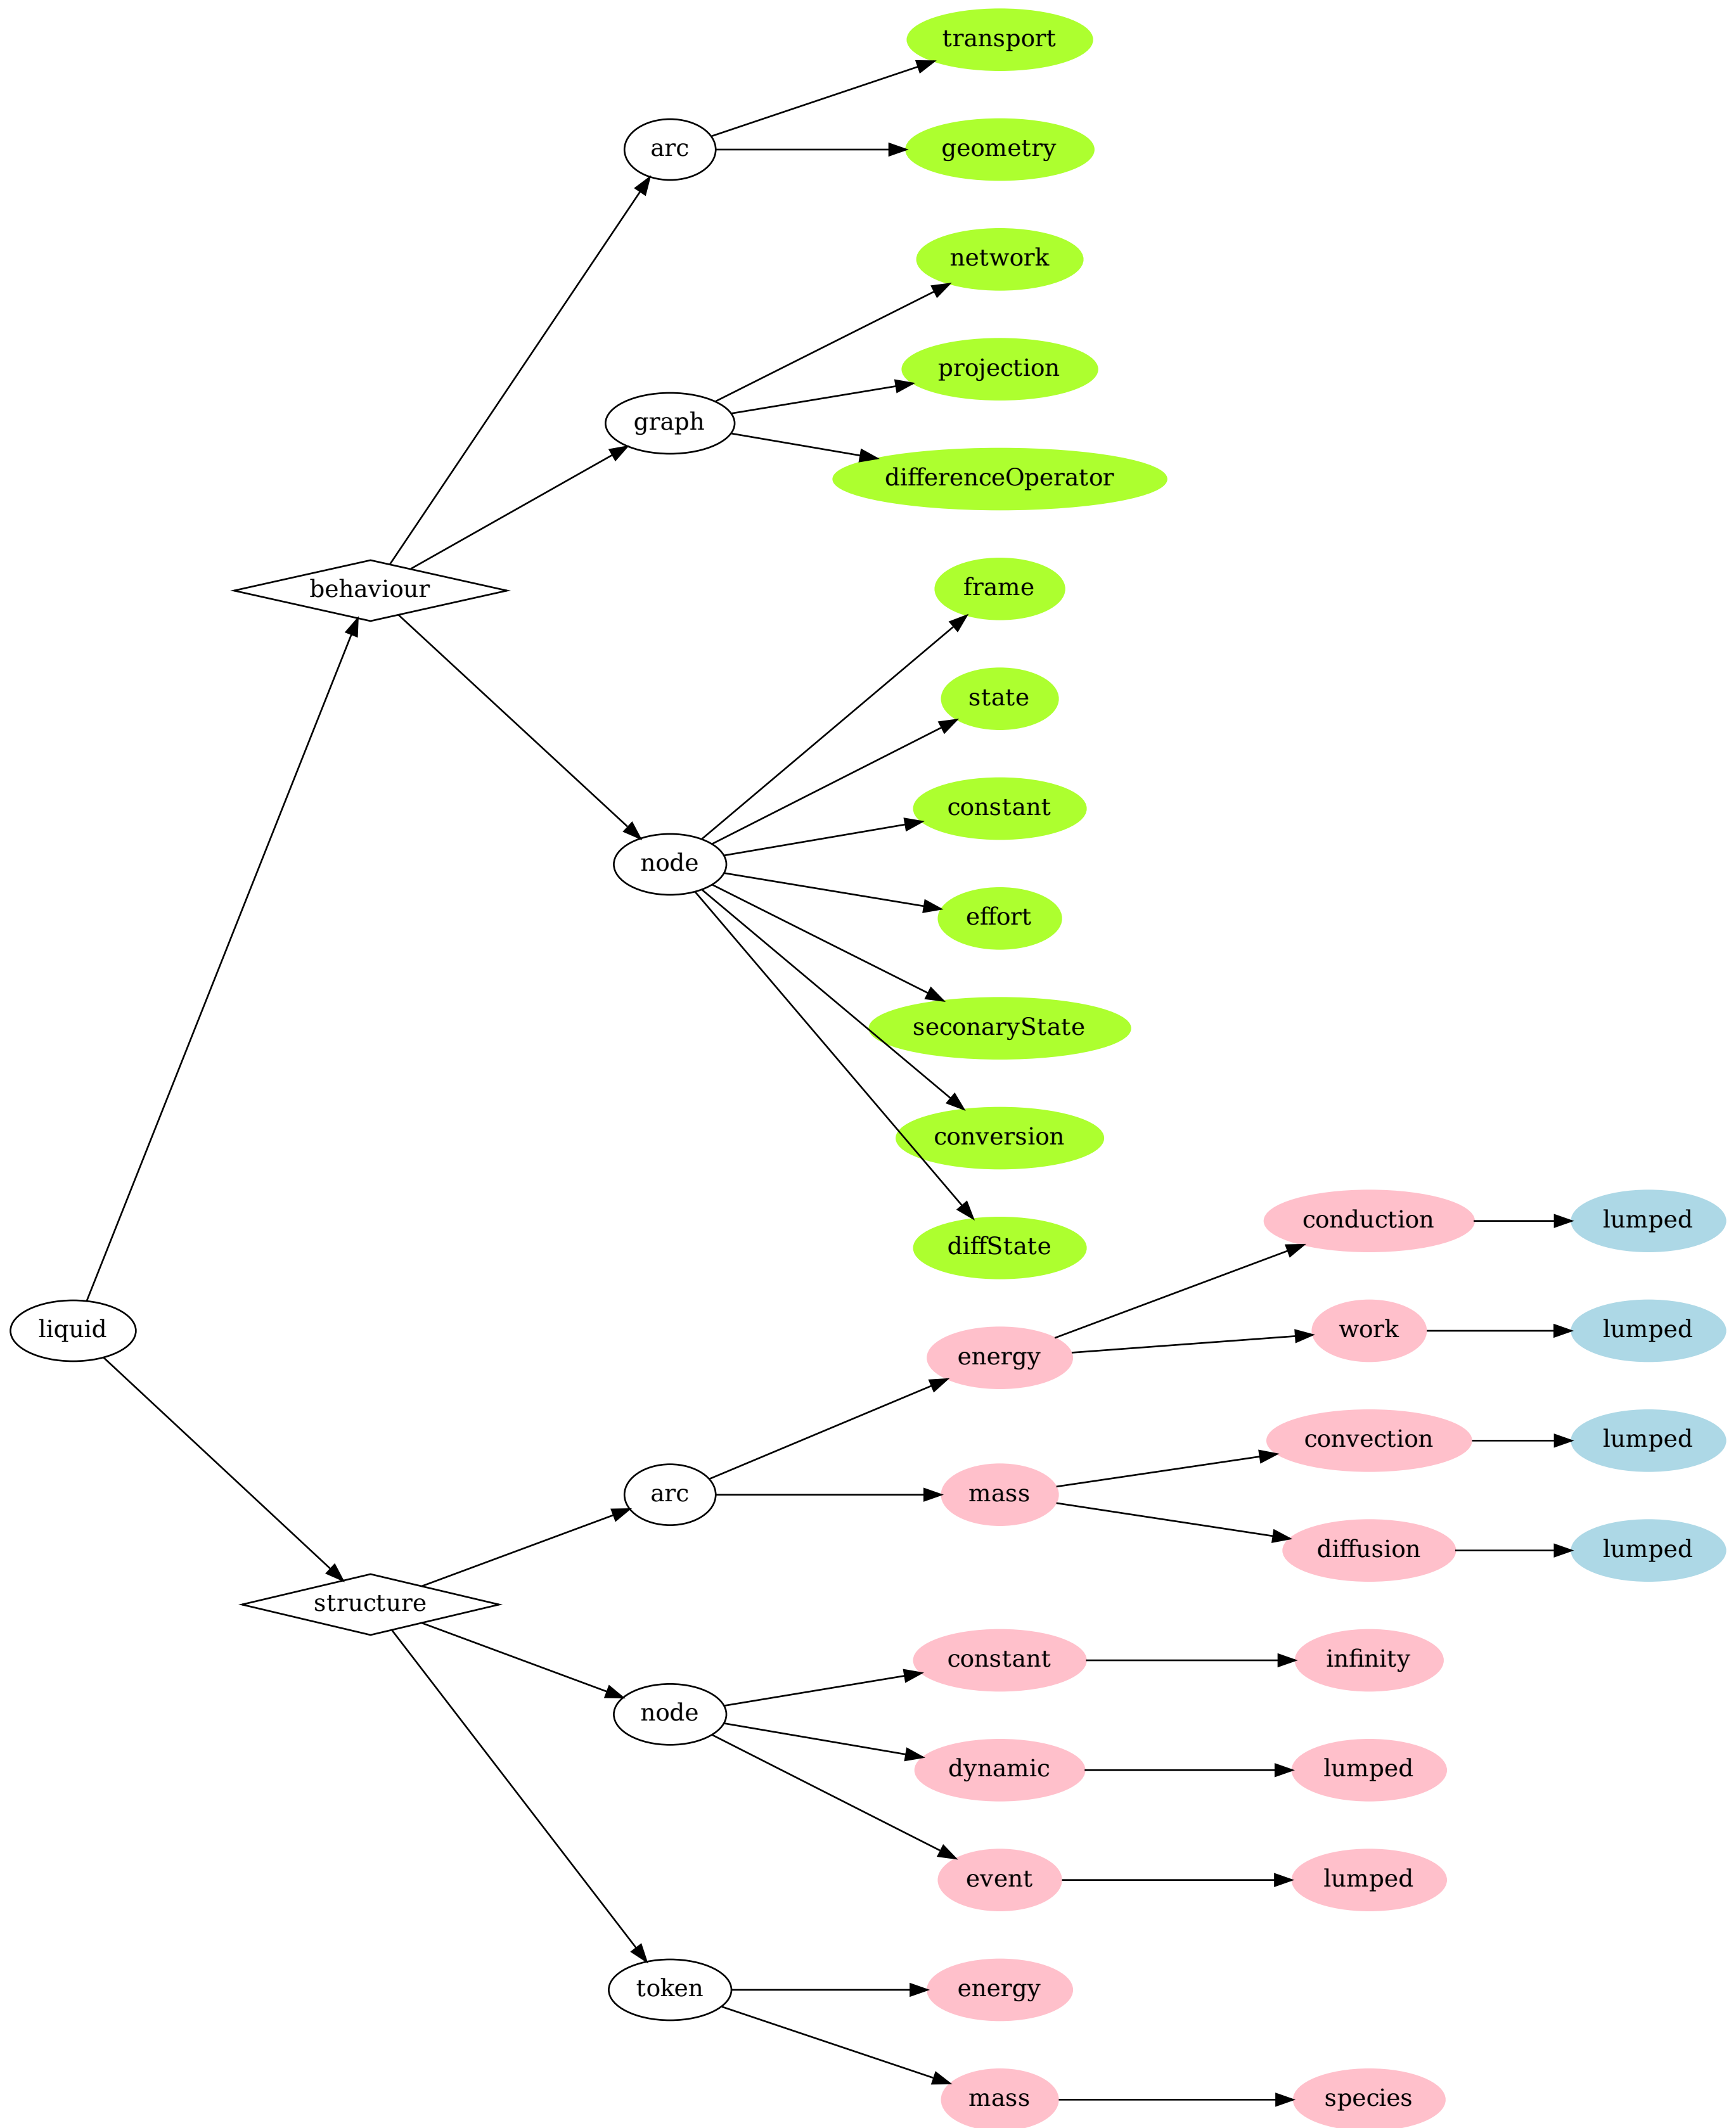 transport
arc
geometry
network
projection
graph
differenceOperator
behaviour
frame
state
constant
node
effort
seconaryState
conversion
diffState
liquid
energy
conduction
lumped
work
lumped
arc
mass
convection
lumped
diffusion
lumped
structure
node
constant
infinity
dynamic
lumped
event
lumped
token
energy
mass
species